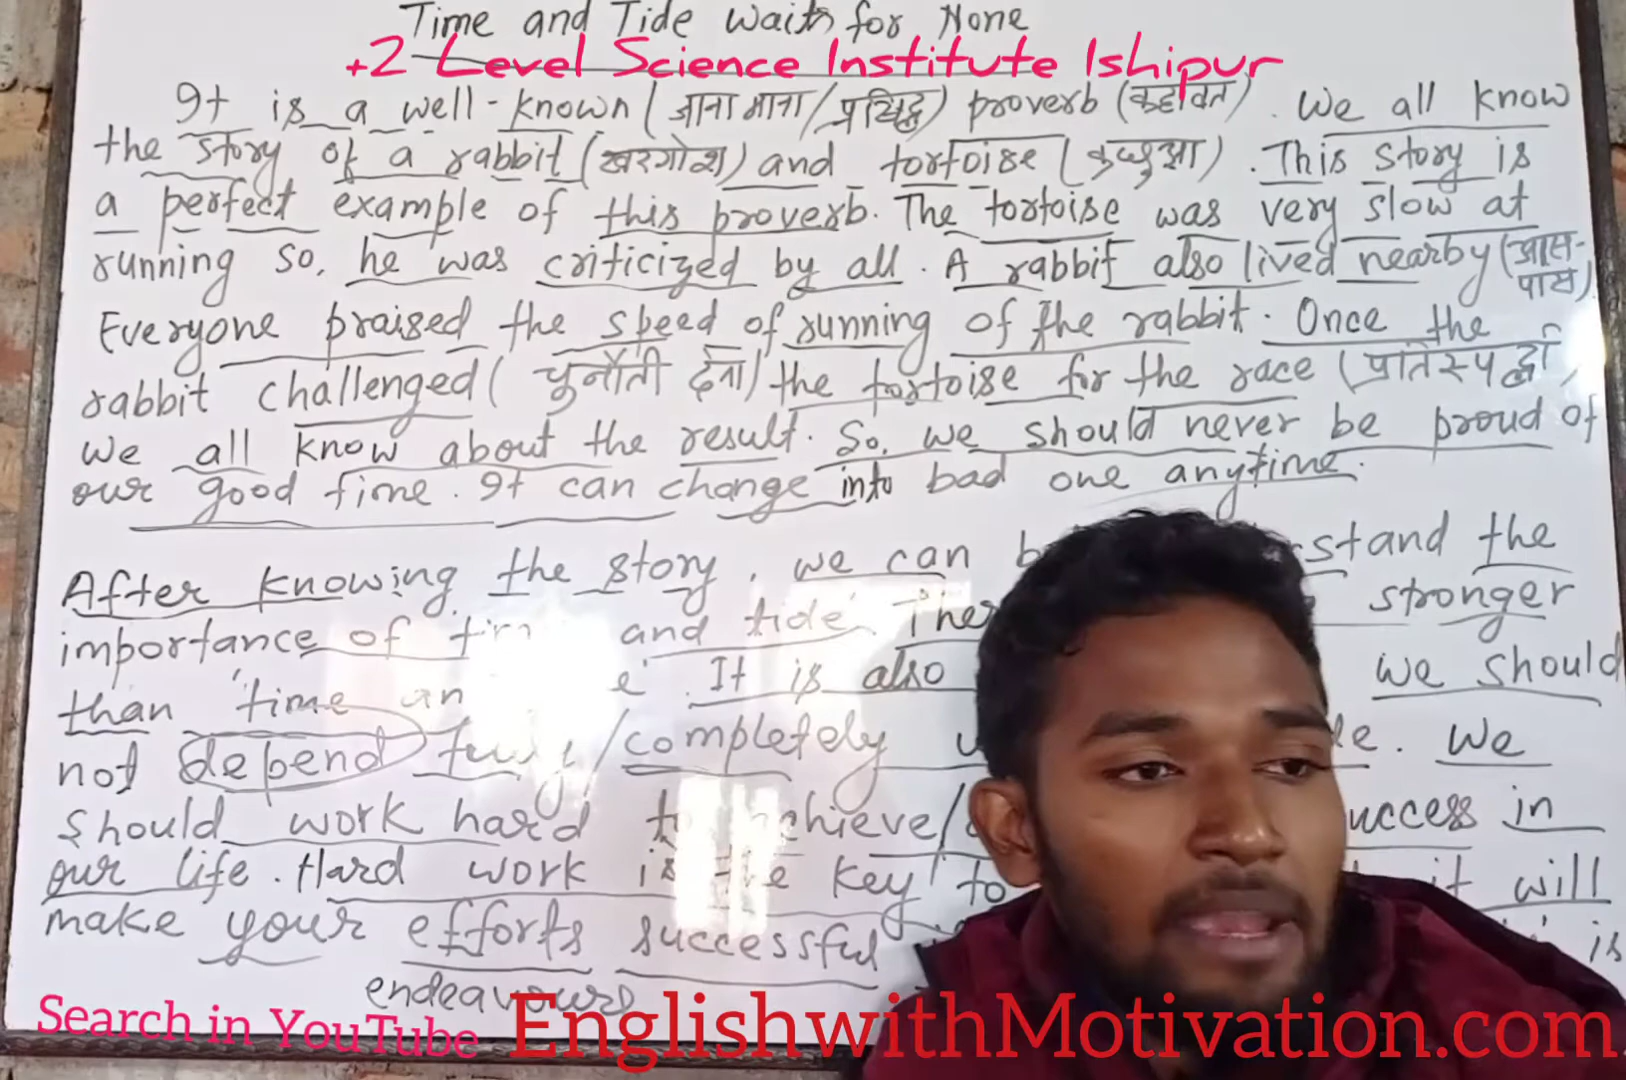 Time and Tide Waits for None
+2 Level Science Institute Ishipur
It is a well-known (जाना माना/प्रसिद्ध) proverb (कहावत). We all know
the story of a rabbit (खरगोश) and tortoise (कछुआ). This story is
a perfect example of this proverb. The tortoise was very slow at
running so, he was criticized by all. A rabbit also lived nearby (आस-
पास)
Everyone praised the speed of running of the rabbit. Once the
rabbit challenged (चुनौती देना) the tortoise for the race (प्रतिस्पर्द्धा)
We all know about the result. So, we should never be proud of
our good time. It can change into bad one anytime.
After knowing the story, we can stand the
importance of and tide. stronger
than 'time It is also we should
not depend fully/completely We
should work hard achieve/ success in
our life. Hard work is the key to it will
make your efforts successful is
endeavours
Search in YouTube EnglishwithMotivation.com